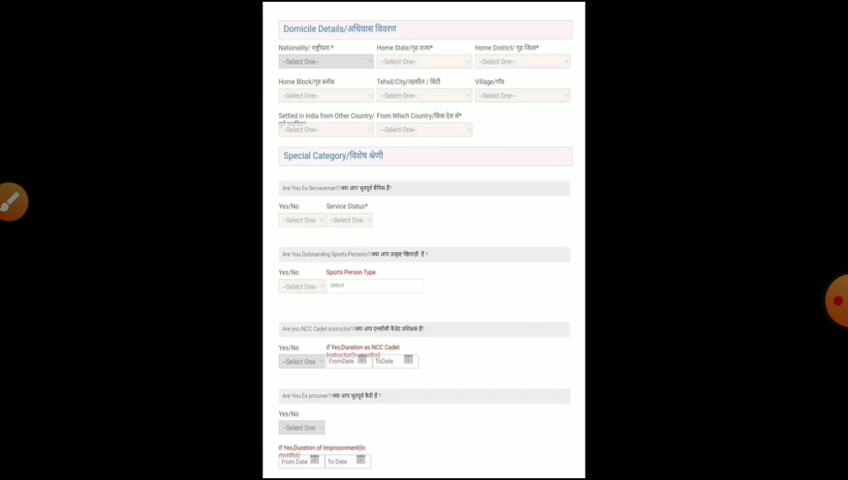 Domicile Details/अधिवास विवरण
Nationality/ राष्ट्रीयता * Home State/गृह राज्य* Home District/ गृह जिला*
--Select One-- --Select One-- --Select One--
Home Block/गृह ब्लॉक Tehsil/City/तहसील / सिटी Village/गाँव
--Select One-- --Select One-- --Select One--
Settled in India from Other Country/ From Which Country/किस देश से*
--Select One-- --Select One--
Special Category/विशेष श्रेणी
Are You Ex-Serviceman?/क्या आप भूतपूर्व सैनिक है?
Yes/No Service Status*
--Select One --Select One
Are You Outstanding Sports Persons?/क्या आप उत्कृष्ट खिलाड़ी हैं ?
Yes/No Sports Person Type
--Select One Select
Are you NCC Cadet instructor?/क्या आप एनसीसी कैडेट प्रशिक्षक है?
Yes/No if Yes,Duration as NCC Cadet
Instructor(in months)
--Select One FromDate ToDate
Are You Ex prisoner?/क्या आप भूतपूर्व कैदी हैं ?
Yes/No
--Select One
if Yes,Duration of Imprisonment(in
months)
From Date To Date